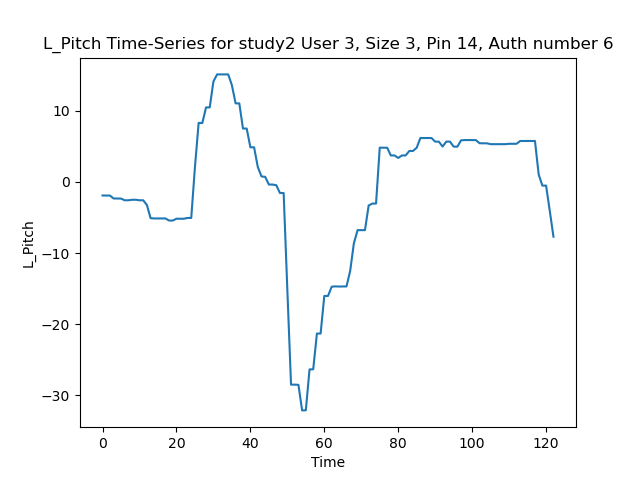 L_Pitch Time-Series for study2 User 3, Size 3, Pin 14, Auth number 6
L_Pitch
10
0
−10
−20
−30
0 20 40 60 80 100 120
Time